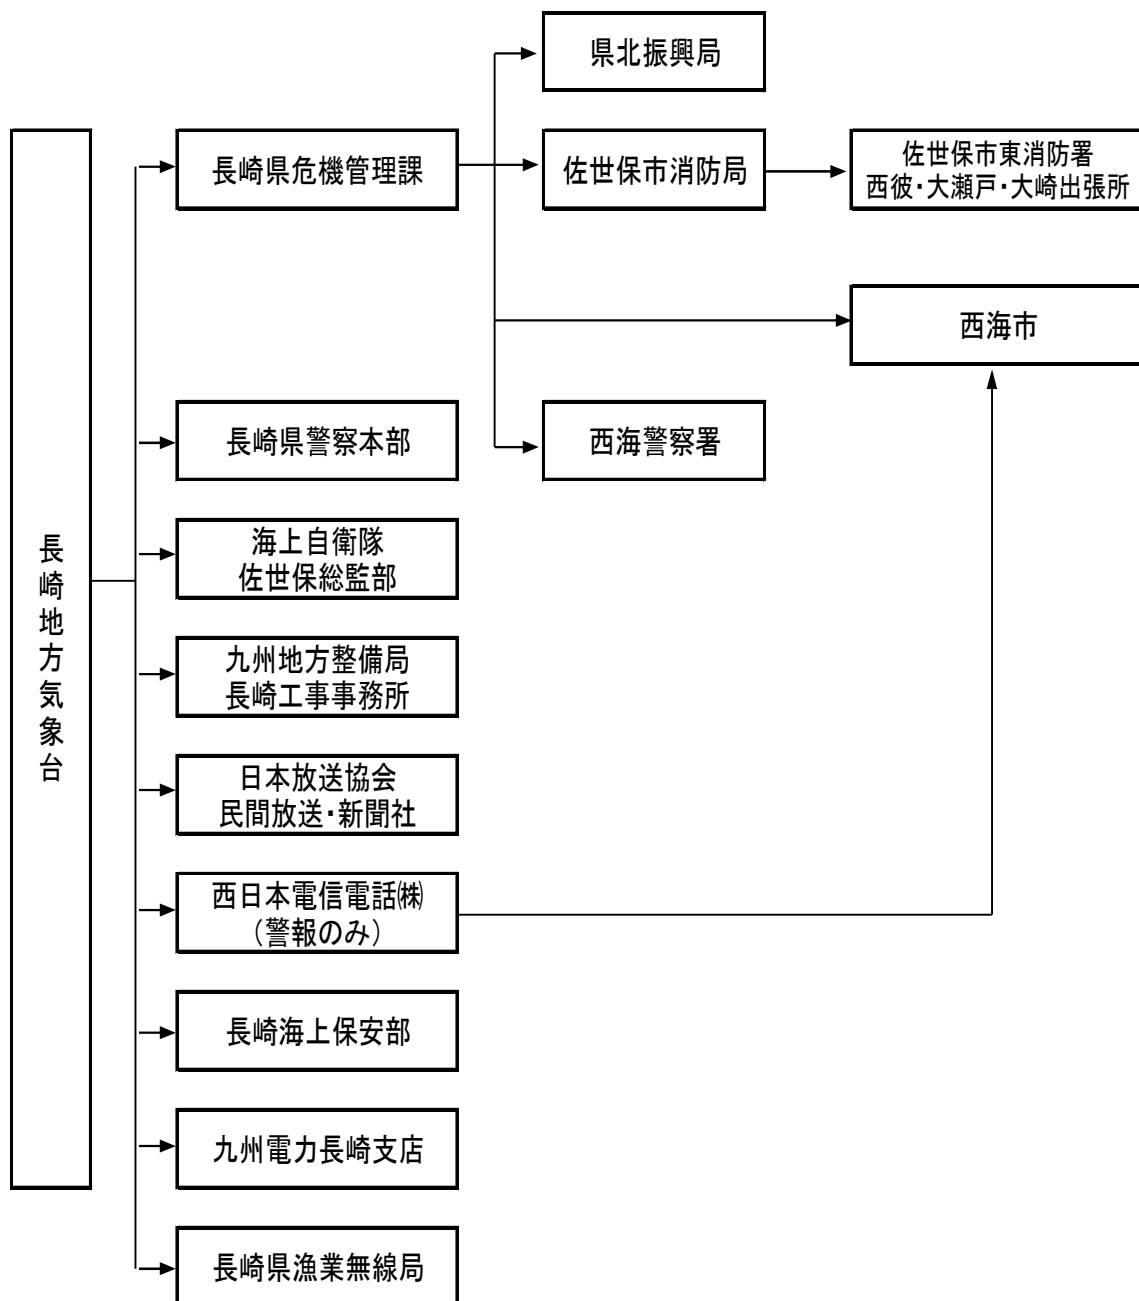 県北振興局
長崎県危機管理課
佐世保市消防局
佐世保市東消防署
西彼・大瀬戸・大崎出張所
西海市
長崎県警察本部
西海警察署
長崎地方気象台
海上自衛隊
佐世保総監部
九州地方整備局
長崎工事事務所
日本放送協会
民間放送・新聞社
西日本電信電話㈱
（警報のみ）
長崎海上保安部
九州電力長崎支店
長崎県漁業無線局